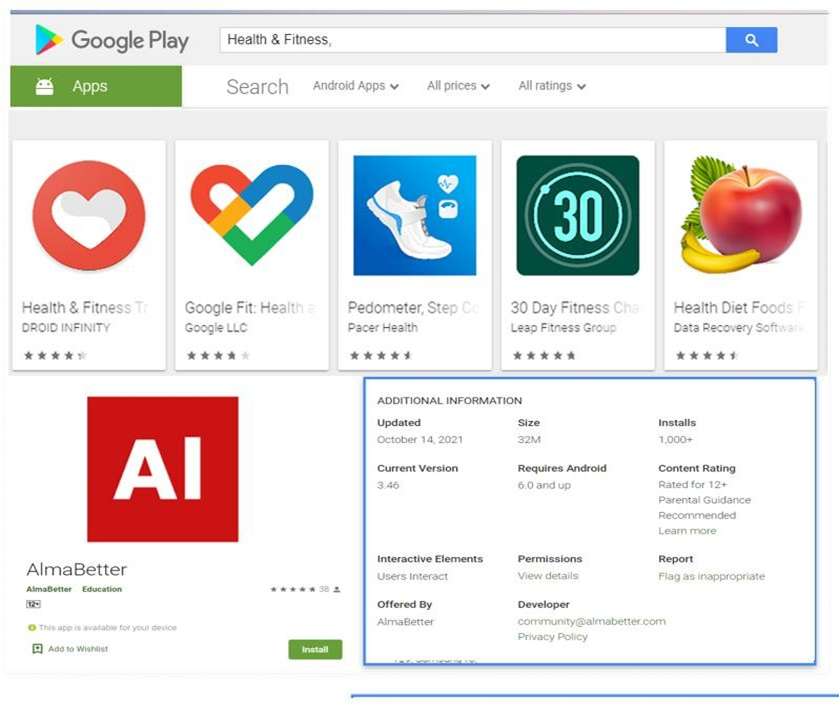 Google Play
Health & Fitness,
Apps
Search
Android Apps
All prices
All ratings
30
Health & Fitness Tr
DROID INFINITY
Google Fit: Health a
Google LLC
Pedometer, Step Co
Pacer Health
30 Day Fitness Cha
Leap Fitness Group
Health Diet Foods F
Data Recovery Software
AI
AlmaBetter
AlmaBetter Education
38
12+
This app is available for your device
Add to Wishlist
Install
ADDITIONAL INFORMATION
Updated
October 14, 2021
Size
32M
Installs
1,000+
Current Version
3.46
Requires Android
6.0 and up
Content Rating
Rated for 12+
Parental Guidance
Recommended
Learn more
Interactive Elements
Users Interact
Permissions
View details
Report
Flag as inappropriate
Offered By
AlmaBetter
Developer
community@almabetter.com
Privacy Policy